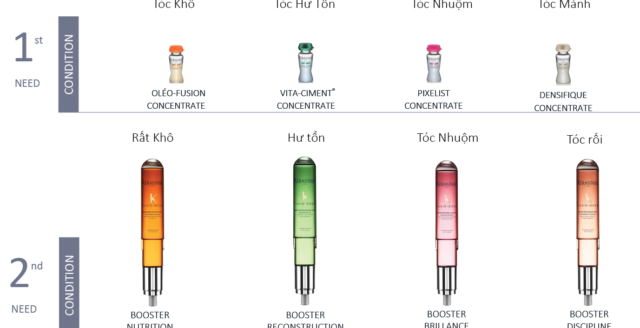 Tóc Khô
Tóc Hư Tổn
Tóc Nhuộm
Tóc Mảnh
1st
NEED
CONDITION
OLÉO-FUSION
CONCENTRATE
VITA-CIMENT®
CONCENTRATE
PIXELIST
CONCENTRATE
DENSIFIQUE
CONCENTRATE
Rất Khô
Hư tổn
Tóc Nhuộm
Tóc rối
2nd
NEED
CONDITION
BOOSTER
NUTRITION
BOOSTER
RECONSTRUCTION
BOOSTER
BRILLANCE
BOOSTER
DISCIPLINE